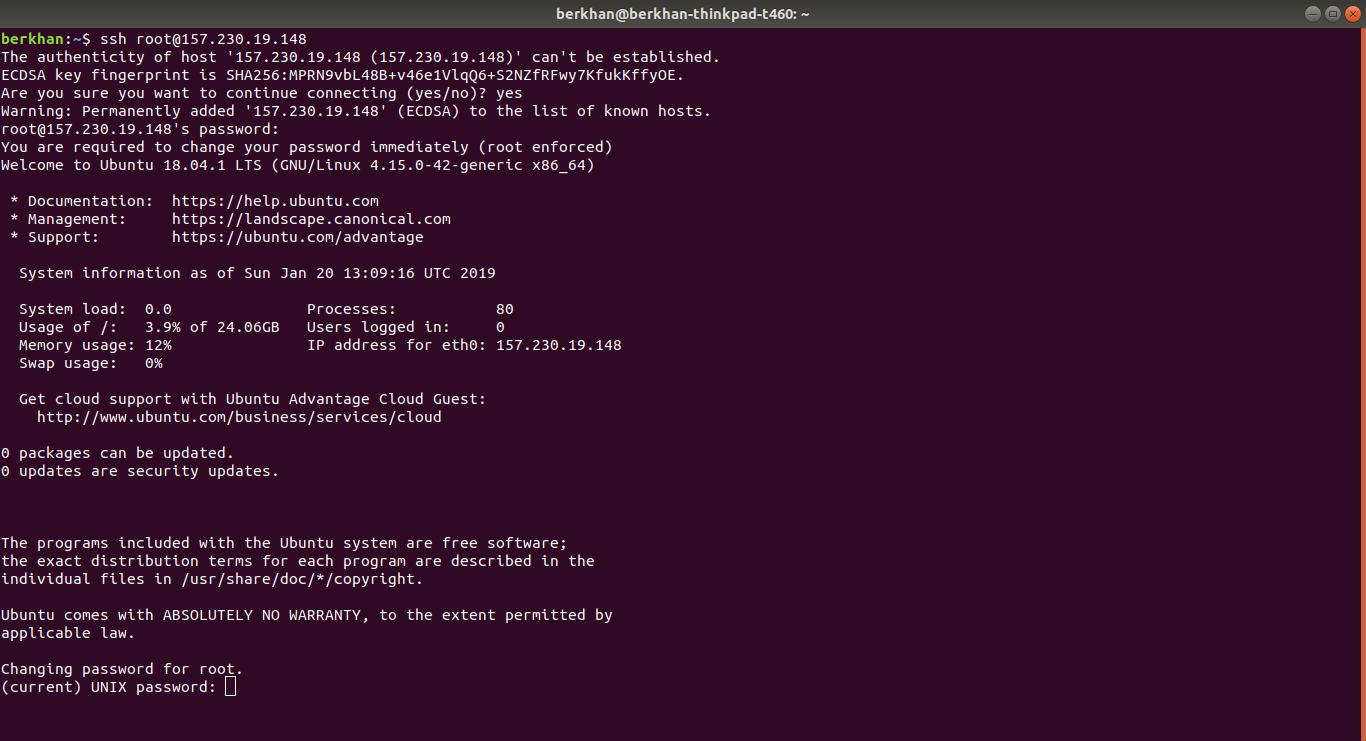 berkhan@berkhan-thinkpad-t460: ~
berkhan:~$ ssh root@157.230.19.148
The authenticity of host '157.230.19.148 (157.230.19.148)' can't be established.
ECDSA key fingerprint is SHA256:MPRN9vbL48B+v46e1VlqQ6+S2NZfRFwy7KfukKffyOE.
Are you sure you want to continue connecting (yes/no)? yes
Warning: Permanently added '157.230.19.148' (ECDSA) to the list of known hosts.
root@157.230.19.148's password:
You are required to change your password immediately (root enforced)
Welcome to Ubuntu 18.04.1 LTS (GNU/Linux 4.15.0-42-generic x86_64)

 * Documentation:  https://help.ubuntu.com
 * Management:     https://landscape.canonical.com
 * Support:        https://ubuntu.com/advantage

  System information as of Sun Jan 20 13:09:16 UTC 2019

  System load:  0.0               Processes:           80
  Usage of /:   3.9% of 24.06GB   Users logged in:     0
  Memory usage: 12%               IP address for eth0: 157.230.19.148
  Swap usage:   0%

  Get cloud support with Ubuntu Advantage Cloud Guest:
    http://www.ubuntu.com/business/services/cloud

0 packages can be updated.
0 updates are security updates.

The programs included with the Ubuntu system are free software;
the exact distribution terms for each program are described in the
individual files in /usr/share/doc/*/copyright.

Ubuntu comes with ABSOLUTELY NO WARRANTY, to the extent permitted by
applicable law.

Changing password for root.
(current) UNIX password: